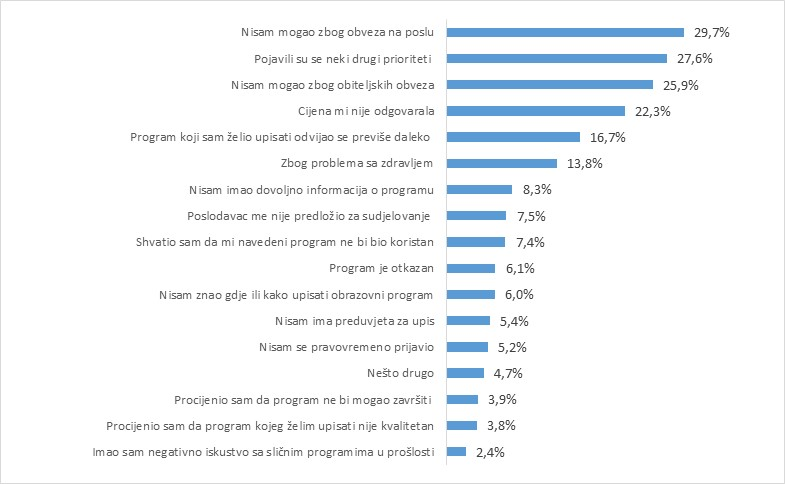 Nisam mogao zbog obveza na poslu 29,7%
Pojavili su se neki drugi prioriteti 27,6%
Nisam mogao zbog obiteljskih obveza 25,9%
Cijena mi nije odgovarala 22,3%
Program koji sam želio upisati odvijao se previše daleko 16,7%
Zbog problema sa zdravljem 13,8%
Nisam imao dovoljno informacija o programu 8,3%
Poslodavac me nije predložio za sudjelovanje 7,5%
Shvatio sam da mi navedeni program ne bi bio koristan 7,4%
Program je otkazan 6,1%
Nisam znao gdje ili kako upisati obrazovni program 6,0%
Nisam ima preduvjeta za upis 5,4%
Nisam se pravovremeno prijavio 5,2%
Nešto drugo 4,7%
Procijenio sam da program ne bi mogao završiti 3,9%
Procijenio sam da program kojeg želim upisati nije kvalitetan 3,8%
Imao sam negativno iskustvo sa sličnim programima u prošlosti 2,4%